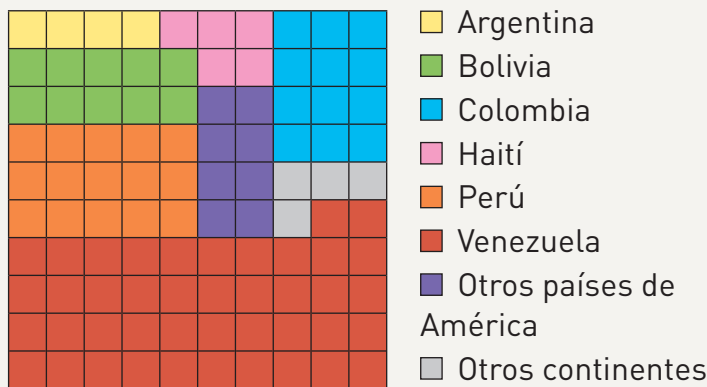 Argentina
Bolivia
Colombia
Haití
Perú
Venezuela
Otros países de
América
Otros continentes